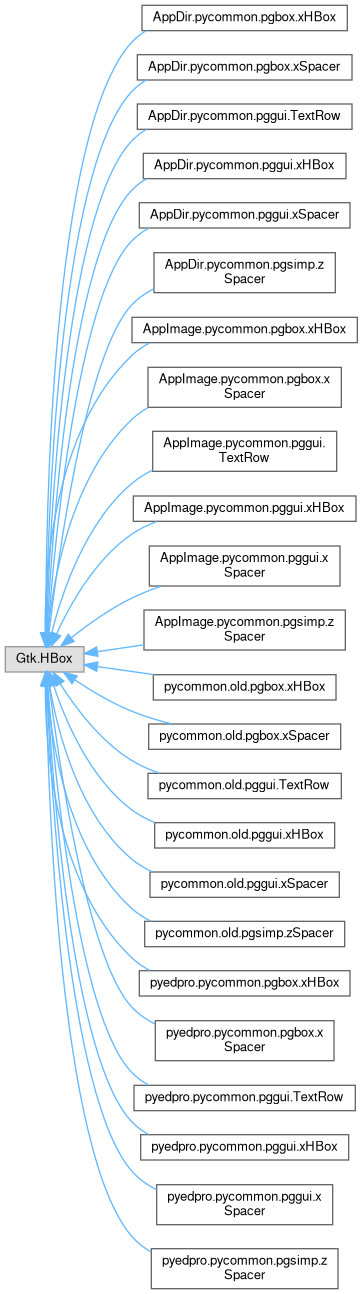 AppDir.pycommon.pgbox.xHBox
AppDir.pycommon.pgbox.xSpacer
AppDir.pycommon.pggui.TextRow
AppDir.pycommon.pggui.xHBox
AppDir.pycommon.pggui.xSpacer
AppDir.pycommon.pgsimp.z
Spacer
AppImage.pycommon.pgbox.xHBox
AppImage.pycommon.pgbox.x
Spacer
AppImage.pycommon.pggui.
TextRow
AppImage.pycommon.pggui.xHBox
AppImage.pycommon.pggui.x
Spacer
AppImage.pycommon.pgsimp.z
Spacer
Gtk.HBox
pycommon.old.pgbox.xHBox
pycommon.old.pgbox.xSpacer
pycommon.old.pggui.TextRow
pycommon.old.pggui.xHBox
pycommon.old.pggui.xSpacer
pycommon.old.pgsimp.zSpacer
pyedpro.pycommon.pgbox.xHBox
pyedpro.pycommon.pgbox.x
Spacer
pyedpro.pycommon.pggui.TextRow
pyedpro.pycommon.pggui.xHBox
pyedpro.pycommon.pggui.x
Spacer
pyedpro.pycommon.pgsimp.z
Spacer